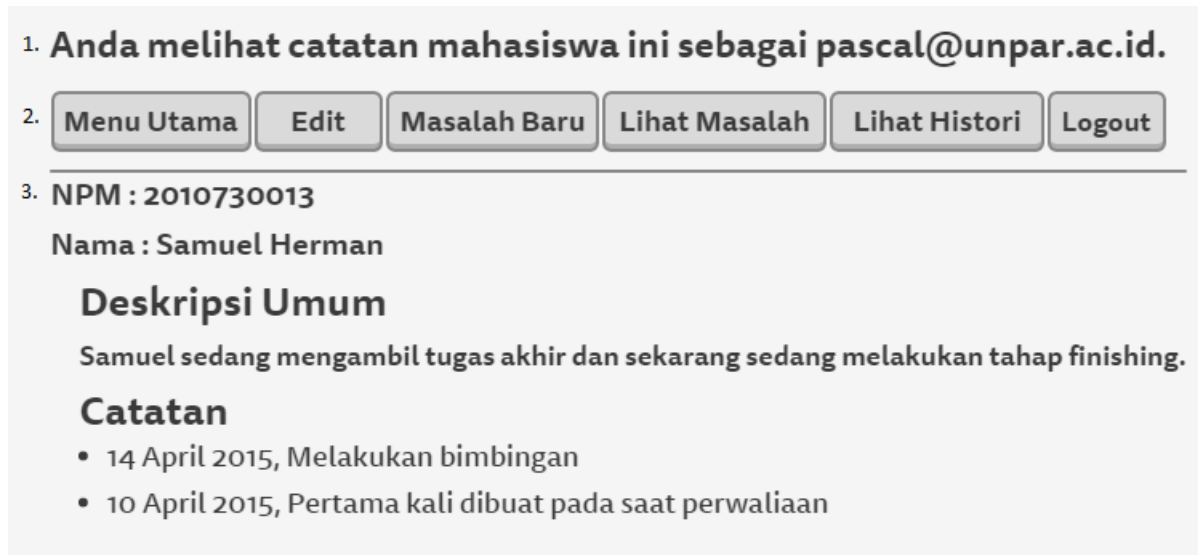 1. Anda melihat catatan mahasiswa ini sebagai pascal@unpar.ac.id.
2. Menu Utama Edit Masalah Baru Lihat Masalah Lihat Histori Logout
3. NPM : 2010730013
Nama : Samuel Herman
Deskripsi Umum
Samuel sedang mengambil tugas akhir dan sekarang sedang melakukan tahap finishing.
Catatan
• 14 April 2015, Melakukan bimbingan
• 10 April 2015, Pertama kali dibuat pada saat perwaliaan